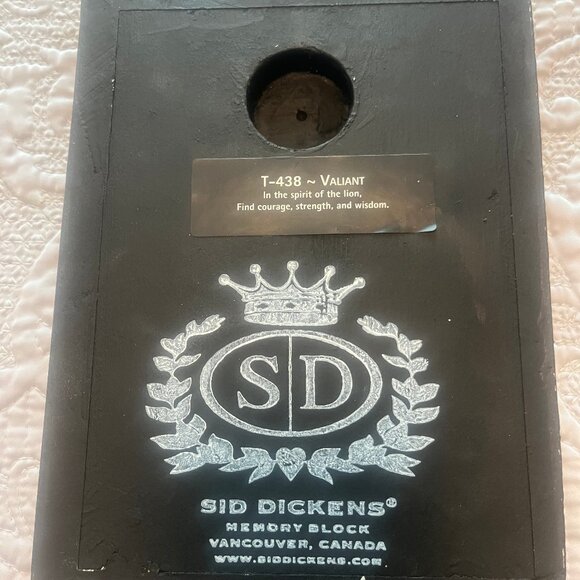 T-438 ~ VALIANT
In the spirit of the lion,
Find courage, strength, and wisdom.
S D
SID DICKENS®
MEMORY BLOCK
VANCOUVER, CANADA
WWW.SIDDICKENS.COM